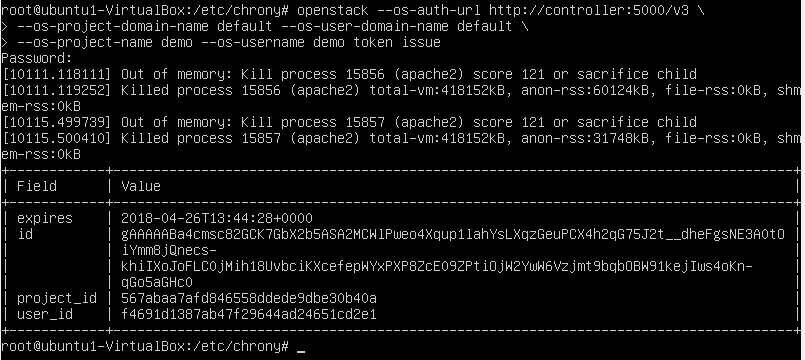 root@ubuntu1-VirtualBox:/etc/chrony# openstack --os-auth-url http://controller:5000/v3 \
> --os-project-domain-name default --os-user-domain-name default \
> --os-project-name demo --os-username demo token issue
Password:
[10111.118111] Out of memory: Kill process 15856 (apache2) score 121 or sacrifice child
[10111.119252] Killed process 15856 (apache2) total-vm:418152kB, anon-rss:60124kB, file-rss:0kB, shm
em-rss:0kB
[10115.499739] Out of memory: Kill process 15857 (apache2) score 121 or sacrifice child
[10115.500410] Killed process 15857 (apache2) total-vm:418152kB, anon-rss:31748kB, file-rss:0kB, shm
em-rss:0kB
+------------+-----------------------------------------------------------------------------------+
| Field | Value |
+------------+-----------------------------------------------------------------------------------+
| expires | 2018-04-26T13:44:28+0000 |
| id | gAAAAABa4cmsc82GCK7GbX2b5ASA2MCWlPweo4Xqup1lahYsLXqzGeuPCX4h2qG75J2t__dheFgsNE3A0tO |
| | iYmm8jQnecs- |
| | khiIXoJoFLC0jMih18UvbciKXcefepWYxPXP8ZcE09ZPtiOjW2YwW6Vzjmt9bqbOBW91kejIws4oKn- |
| | qGo5aGHc0 |
| project_id | 567abaa7afd846558ddede9dbe30b40a |
| user_id | f4691d1387ab47f29644ad24651cd2e1 |
+------------+-----------------------------------------------------------------------------------+
root@ubuntu1-VirtualBox:/etc/chrony# _